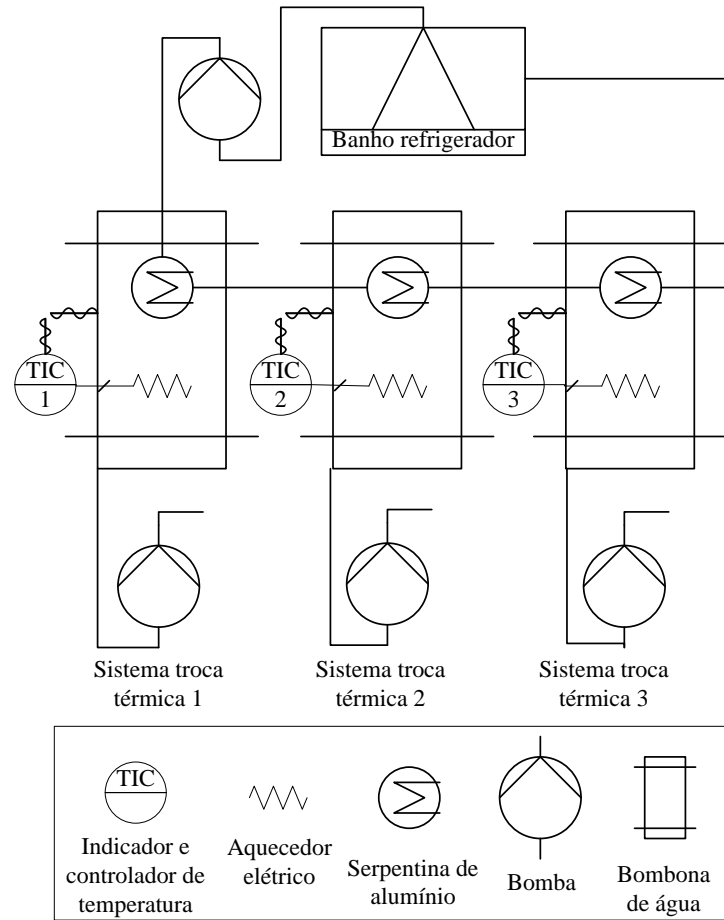 Banho refrigerador
TIC
1
TIC
2
TIC
3
Sistema troca
térmica 1
Sistema troca
térmica 2
Sistema troca
térmica 3
TIC
Indicador e
controlador de
temperatura
Aquecedor
elétrico
Serpentina de
alumínio
Bomba
Bombona
de água